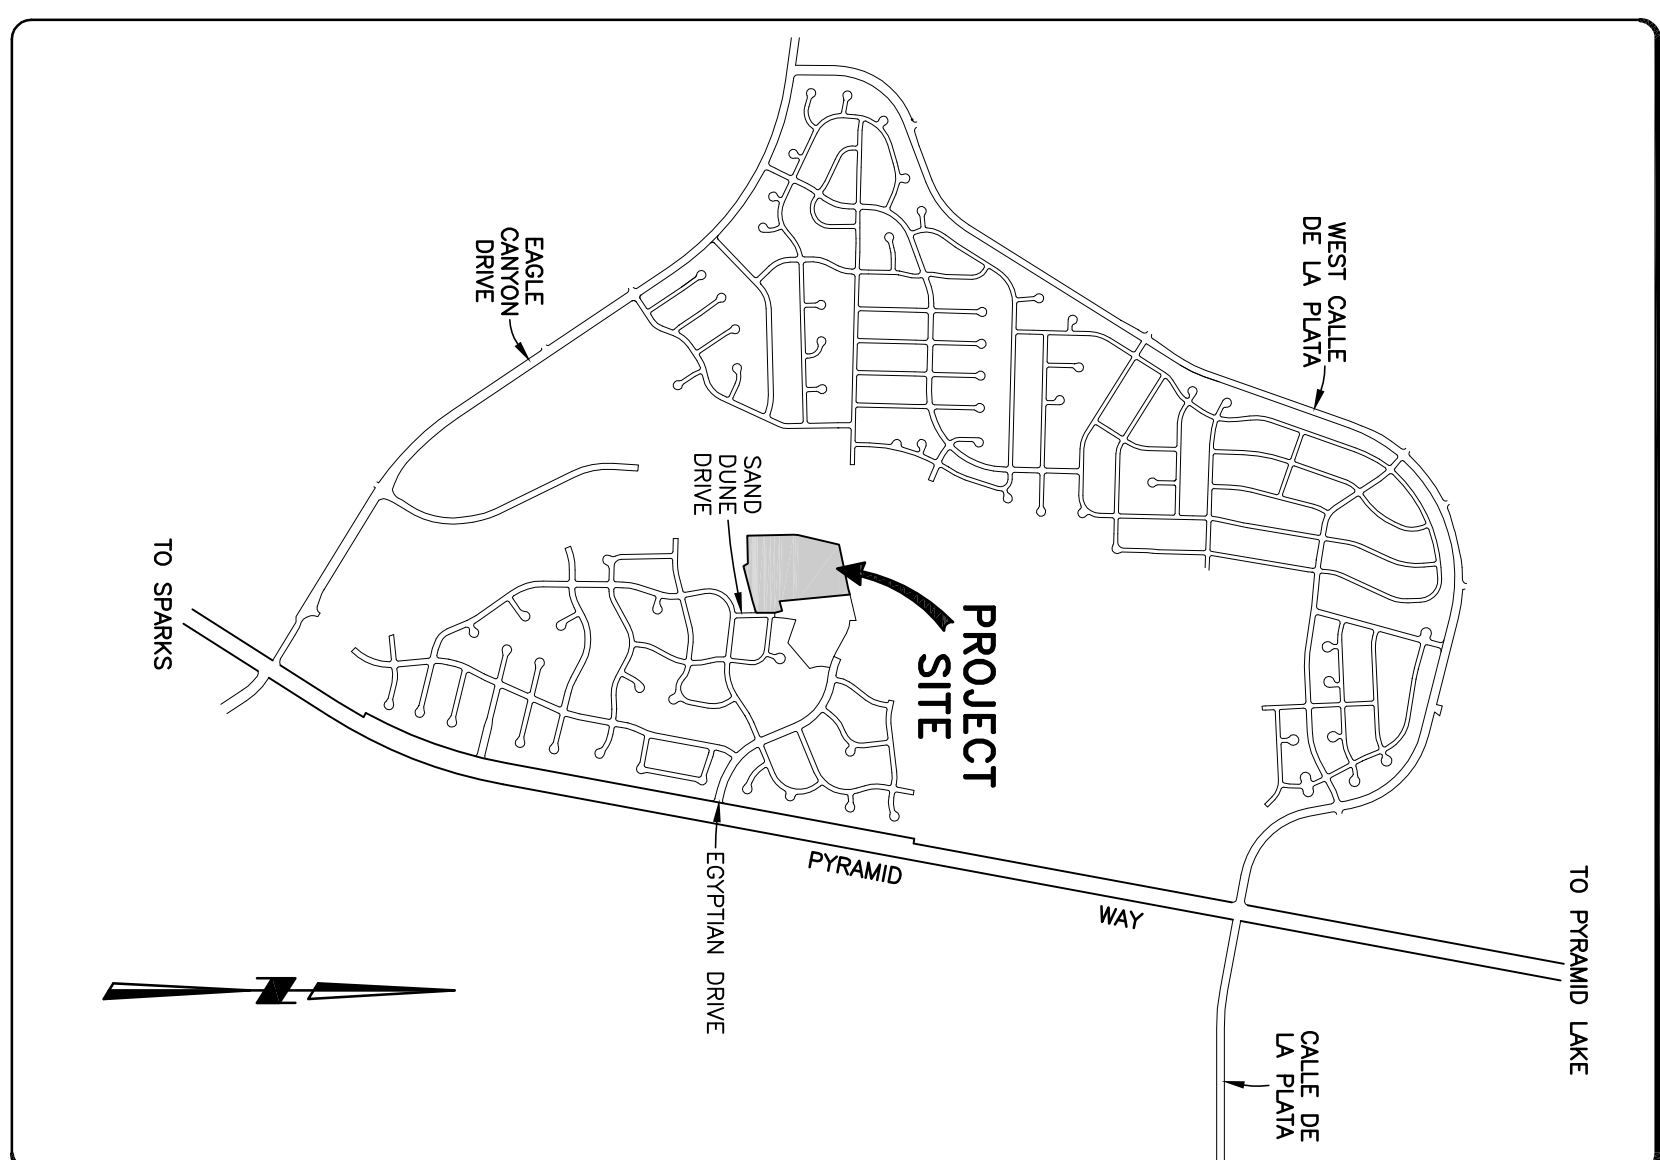 WEST CALLE
DE LA PLATA
EAGLE
CANYON
DRIVE
SAND
DUNE
DRIVE
PROJECT
SITE
TO SPARKS
EGYPTIAN DRIVE
PYRAMID
WAY
TO PYRAMID LAKE
CALLE DE
LA PLATA
N